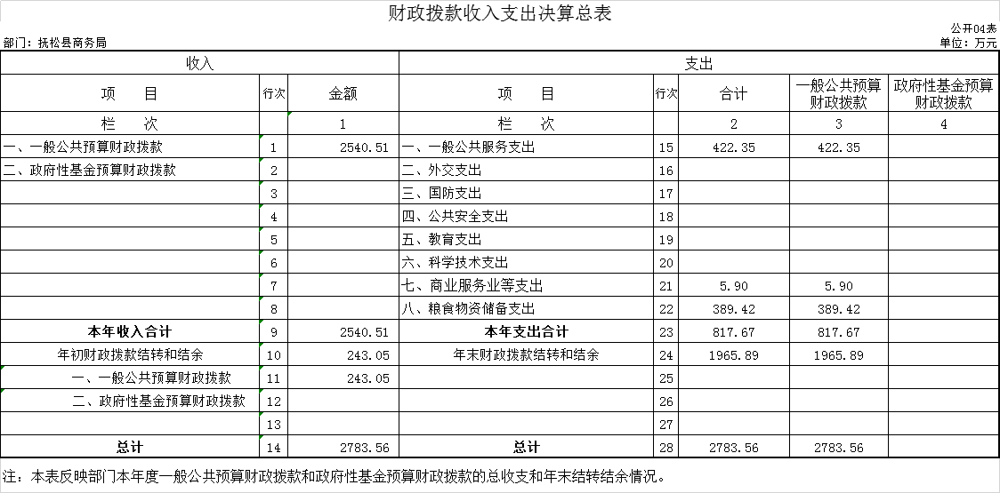 财政拨款收入支出决算总表
公开04表
部门：抚松县商务局 单位：万元
收入 支出
项 目 行次 金额 项 目 行次 合计 一般公共预算财政拨款 政府性基金预算财政拨款
栏 次 1 栏 次 2 3 4
一、一般公共预算财政拨款 1 2540.51 一、一般公共服务支出 15 422.35 422.35
二、政府性基金预算财政拨款 2 二、外交支出 16
3 三、国防支出 17
4 四、公共安全支出 18
5 五、教育支出 19
6 六、科学技术支出 20
7 七、商业服务业等支出 21 5.90 5.90
8 八、粮食物资储备支出 22 389.42 389.42
本年收入合计 9 2540.51 本年支出合计 23 817.67 817.67
年初财政拨款结转和结余 10 243.05 年末财政拨款结转和结余 24 1965.89 1965.89
一、一般公共预算财政拨款 11 243.05 25
二、政府性基金预算财政拨款 12 26
13 27
总计 14 2783.56 总计 28 2783.56 2783.56
注：本表反映部门本年度一般公共预算财政拨款和政府性基金预算财政拨款的总收支和年末结转结余情况。